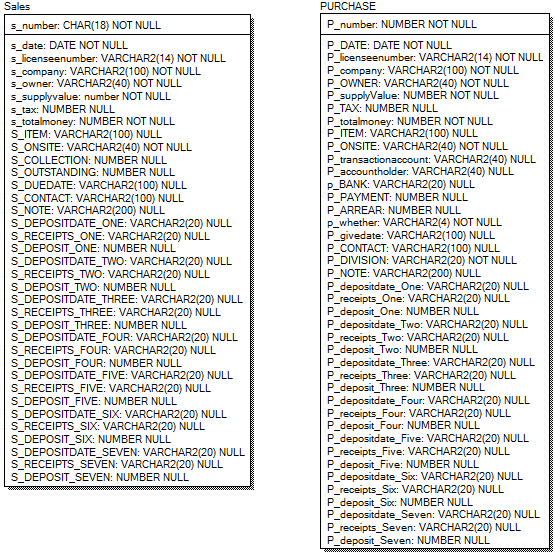 Sales
s_number: CHAR(18) NOT NULL
s_date: DATE NOT NULL
s_licenseenumber: VARCHAR2(14) NOT NULL
s_company: VARCHAR2(100) NOT NULL
s_owner: VARCHAR2(40) NOT NULL
s_supplyvalue: number NOT NULL
s_tax: NUMBER NULL
s_totalmoney: NUMBER NOT NULL
S_ITEM: VARCHAR2(100) NULL
S_ONSITE: VARCHAR2(40) NOT NULL
S_COLLECTION: NUMBER NULL
S_OUTSTANDING: NUMBER NULL
S_DUEDATE: VARCHAR2(100) NULL
S_CONTACT: VARCHAR2(100) NULL
S_NOTE: VARCHAR2(200) NULL
S_DEPOSITDATE_ONE: VARCHAR2(20) NULL
S_RECEIPTS_ONE: VARCHAR2(20) NULL
S_DEPOSIT_ONE: NUMBER NULL
S_DEPOSITDATE_TWO: VARCHAR2(20) NULL
S_RECEIPTS_TWO: VARCHAR2(20) NULL
S_DEPOSIT_TWO: NUMBER NULL
S_DEPOSITDATE_THREE: VARCHAR2(20) NULL
S_RECEIPTS_THREE: VARCHAR2(20) NULL
S_DEPOSIT_THREE: NUMBER NULL
S_DEPOSITDATE_FOUR: VARCHAR2(20) NULL
S_RECEIPTS_FOUR: VARCHAR2(20) NULL
S_DEPOSIT_FOUR: NUMBER NULL
S_DEPOSITDATE_FIVE: VARCHAR2(20) NULL
S_RECEIPTS_FIVE: VARCHAR2(20) NULL
S_DEPOSIT_FIVE: NUMBER NULL
S_DEPOSITDATE_SIX: VARCHAR2(20) NULL
S_RECEIPTS_SIX: VARCHAR2(20) NULL
S_DEPOSIT_SIX: NUMBER NULL
S_DEPOSITDATE_SEVEN: VARCHAR2(20) NULL
S_RECEIPTS_SEVEN: VARCHAR2(20) NULL
S_DEPOSIT_SEVEN: NUMBER NULL
PURCHASE
P_number: NUMBER NOT NULL
P_DATE: DATE NOT NULL
P_licenseenumber: VARCHAR2(14) NOT NULL
P_company: VARCHAR2(100) NOT NULL
P_OWNER: VARCHAR2(40) NOT NULL
P_supplyValue: NUMBER NOT NULL
P_TAX: NUMBER NULL
P_totalmoney: NUMBER NOT NULL
P_ITEM: VARCHAR2(100) NULL
P_ONSITE: VARCHAR2(40) NOT NULL
P_transactionaccount: VARCHAR2(40) NULL
P_accountholder: VARCHAR2(40) NULL
p_BANK: VARCHAR2(20) NULL
P_PAYMENT: NUMBER NULL
P_ARREAR: NUMBER NULL
p_whether: VARCHAR2(4) NOT NULL
P_givedate: VARCHAR2(100) NULL
P_CONTACT: VARCHAR2(100) NULL
P_DIVISION: VARCHAR2(20) NOT NULL
P_NOTE: VARCHAR2(200) NULL
P_depositdate_One: VARCHAR2(20) NULL
P_receipts_One: VARCHAR2(20) NULL
P_deposit_One: NUMBER NULL
P_depositdate_Two: VARCHAR2(20) NULL
P_receipts_Two: VARCHAR2(20) NULL
P_deposit_Two: NUMBER NULL
P_depositdate_Three: VARCHAR2(20) NULL
P_receipts_Three: VARCHAR2(20) NULL
P_deposit_Three: NUMBER NULL
P_depositdate_Four: VARCHAR2(20) NULL
P_receipts_Four: VARCHAR2(20) NULL
P_deposit_Four: NUMBER NULL
P_depositdate_Five: VARCHAR2(20) NULL
P_receipts_Five: VARCHAR2(20) NULL
P_deposit_Five: NUMBER NULL
P_depositdate_Six: VARCHAR2(20) NULL
P_receipts_Six: VARCHAR2(20) NULL
P_deposit_Six: NUMBER NULL
P_depositdate_Seven: VARCHAR2(20) NULL
P_receipts_Seven: VARCHAR2(20) NULL
P_deposit_Seven: NUMBER NULL